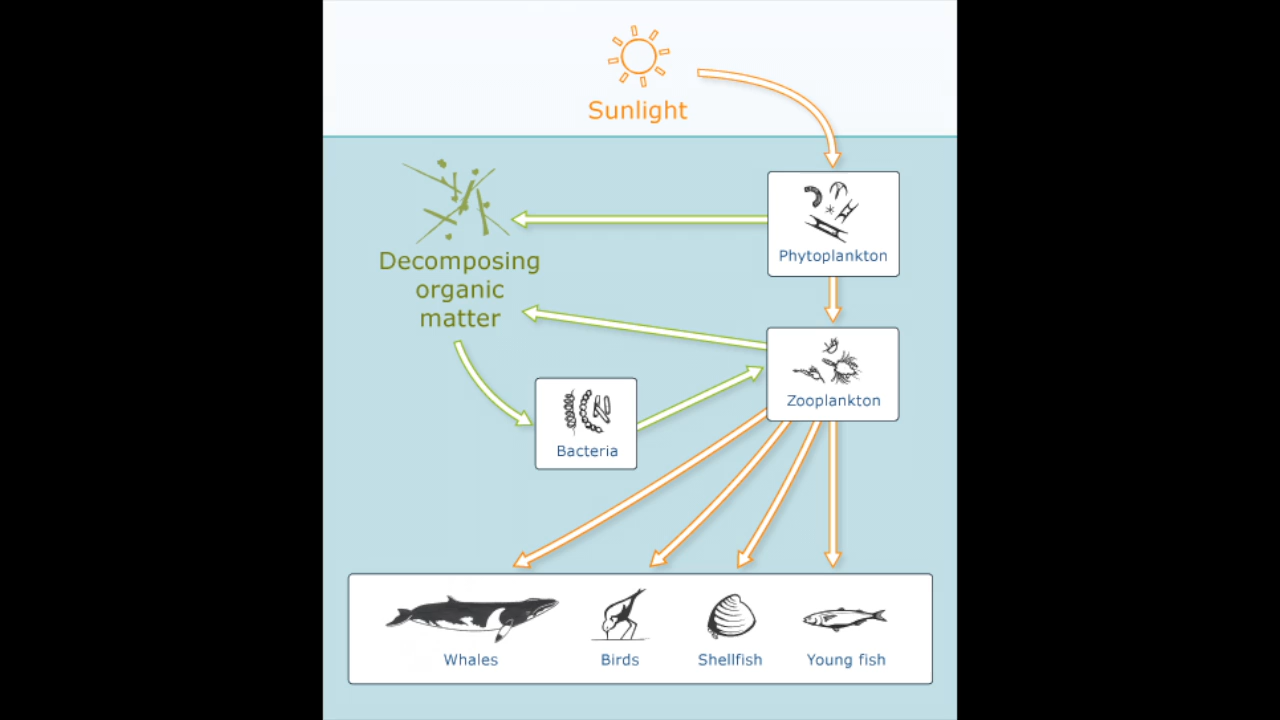 Sunlight
Phytoplankton
Decomposing
organic
matter
Zooplankton
Bacteria
Whales
Birds
Shellfish
Young fish